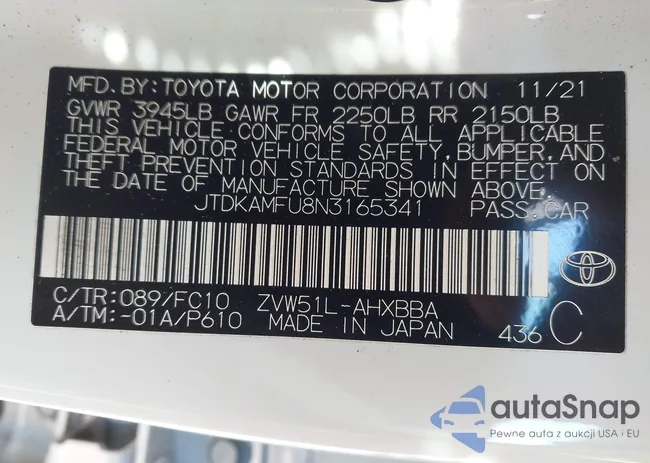 MFD. BY: TOYOTA MOTOR CORPORATION 11/21
GVWR 3945LB GAWR FR 2250LB RR 2150LB
THIS VEHICLE CONFORMS TO ALL APPLICABLE
FEDERAL MOTOR VEHICLE SAFETY, BUMPER, AND
THEFT PREVENTION STANDARDS IN EFFECT ON
THE DATE OF MANUFACTURE SHOWN ABOVE.
JTDKAMFU8N3165341 PASS. CAR
C/TR: 089/FC10 ZVW51L-AHXBBA
A/TM: -01A/P610 MADE IN JAPAN 436 C
autaSnap
Pewne auta z aukcji USA i EU